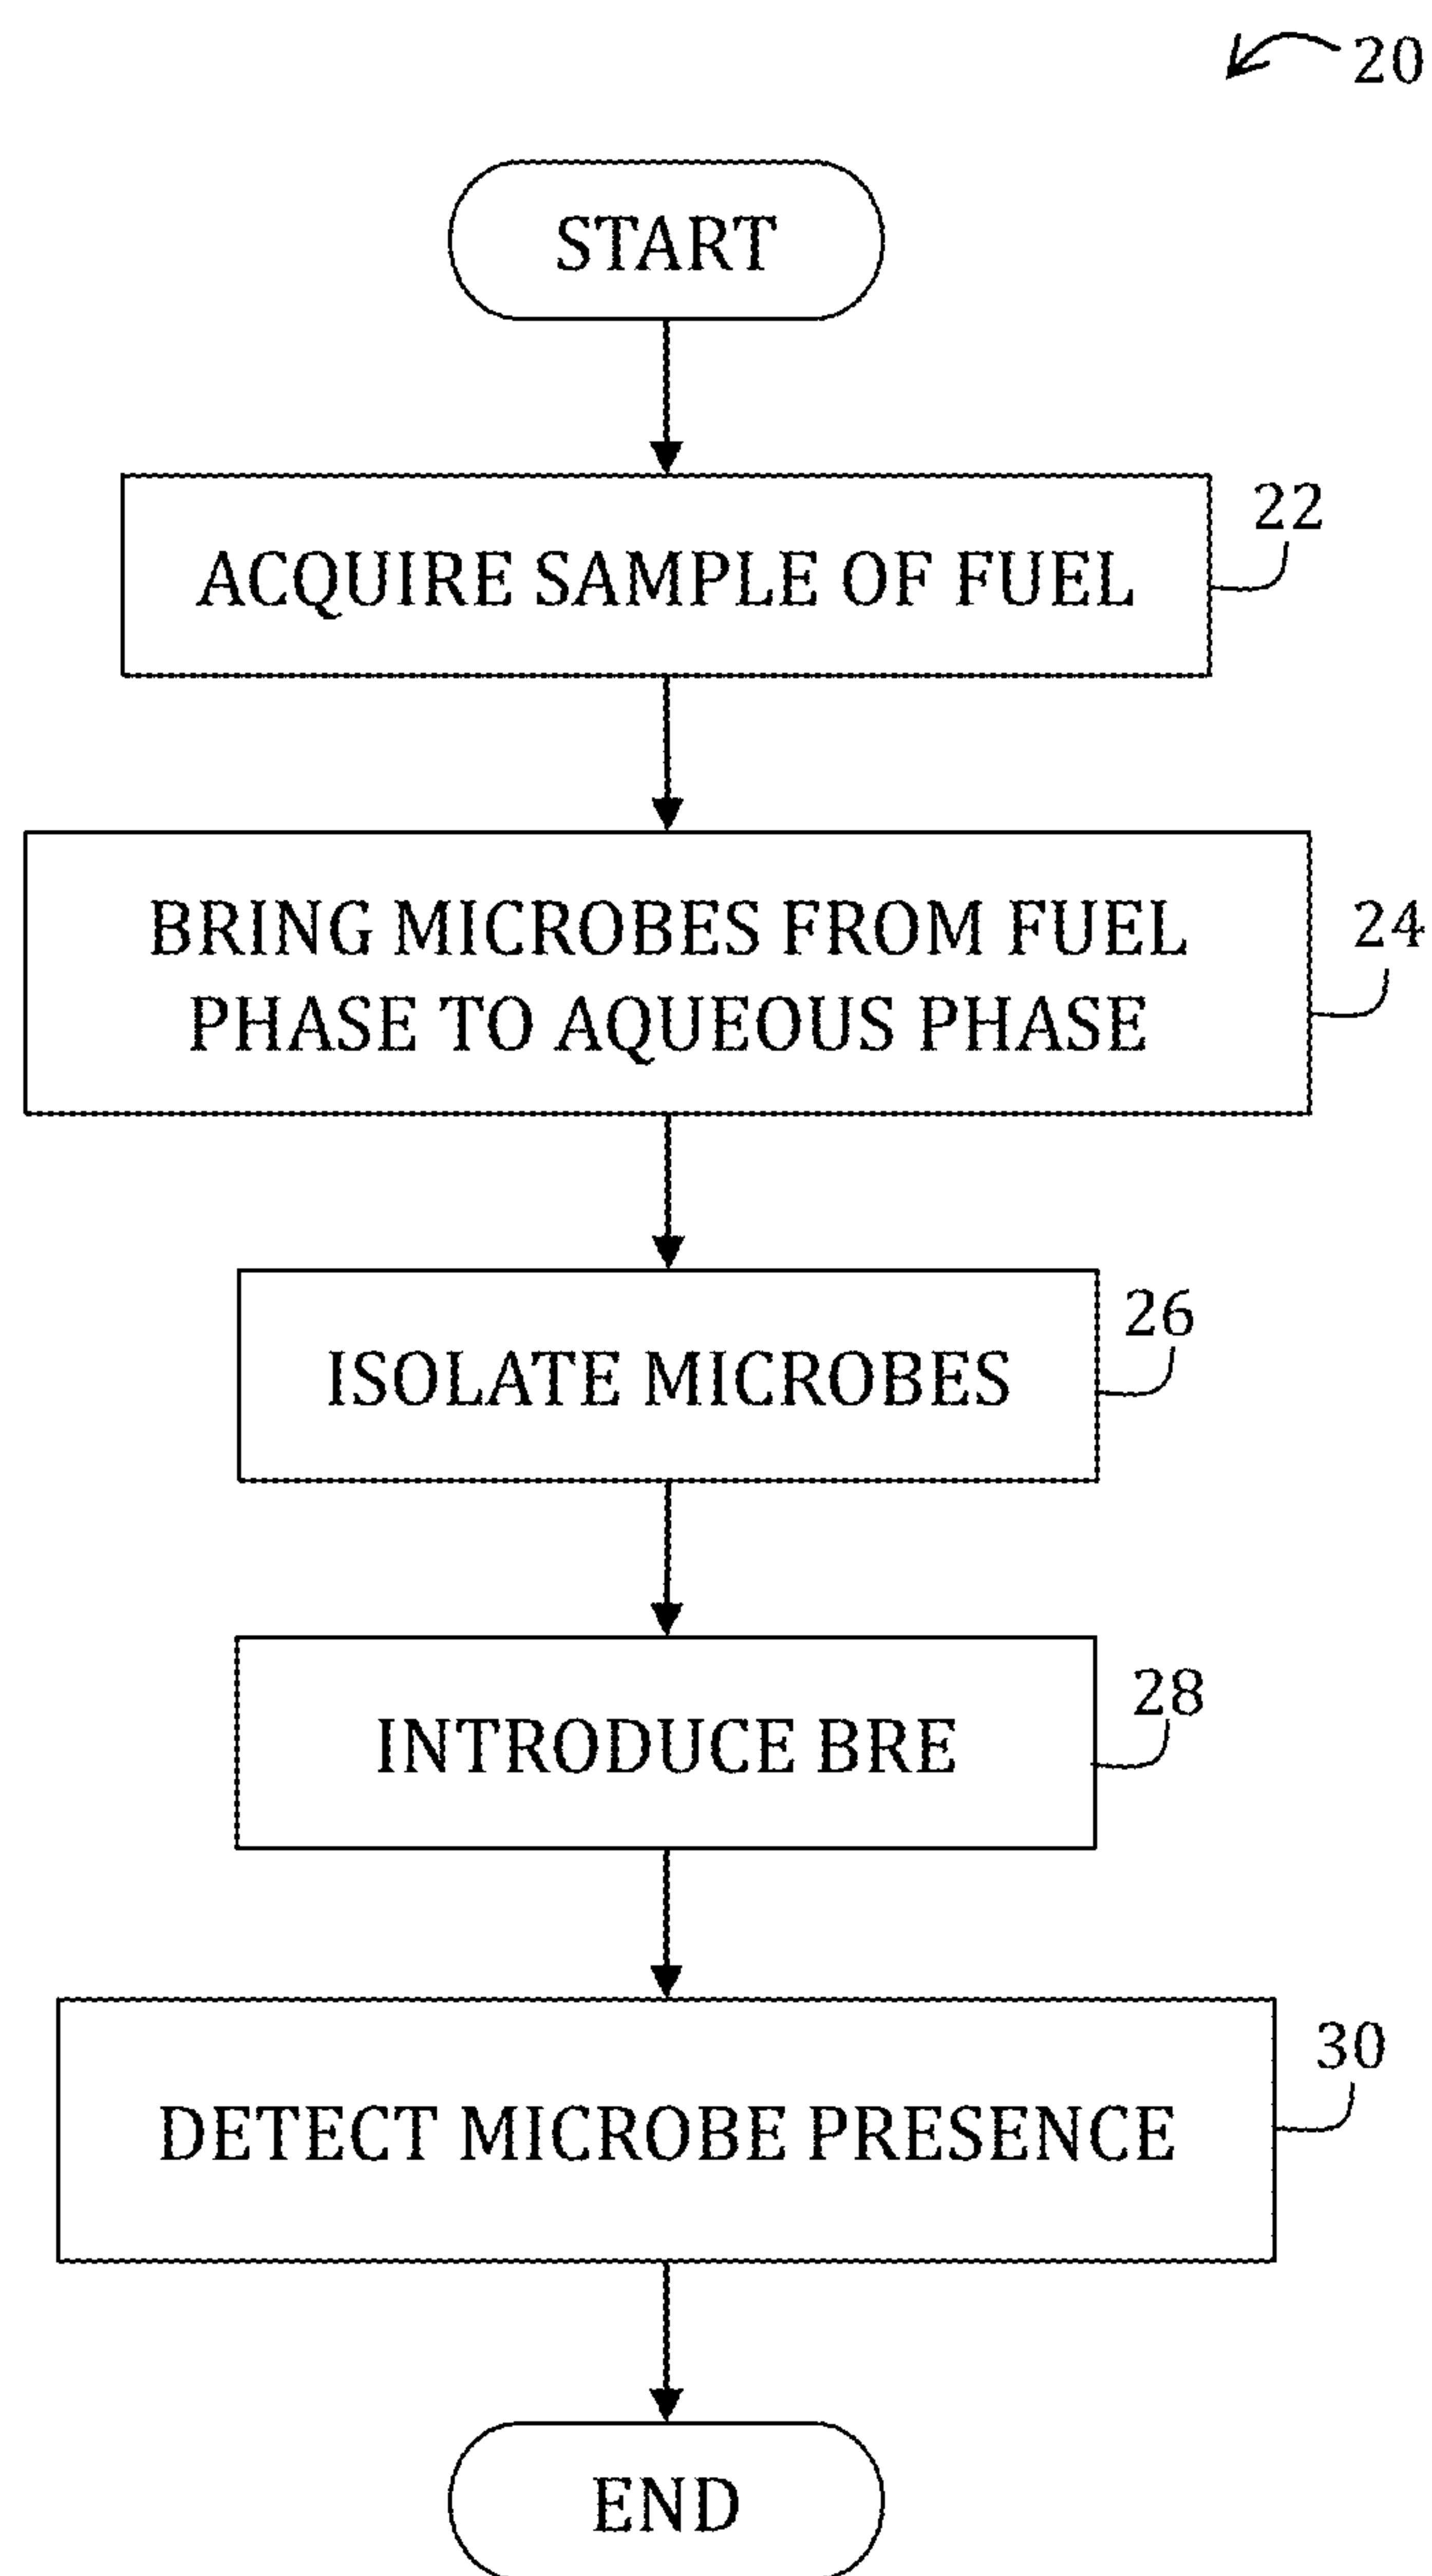 20
START
ACQUIRE SAMPLE OF FUEL
22
BRING MICROBES FROM FUEL
PHASE TO AQUEOUS PHASE
24
ISOLATE MICROBES
26
INTRODUCE BRE
28
DETECT MICROBE PRESENCE
30
END